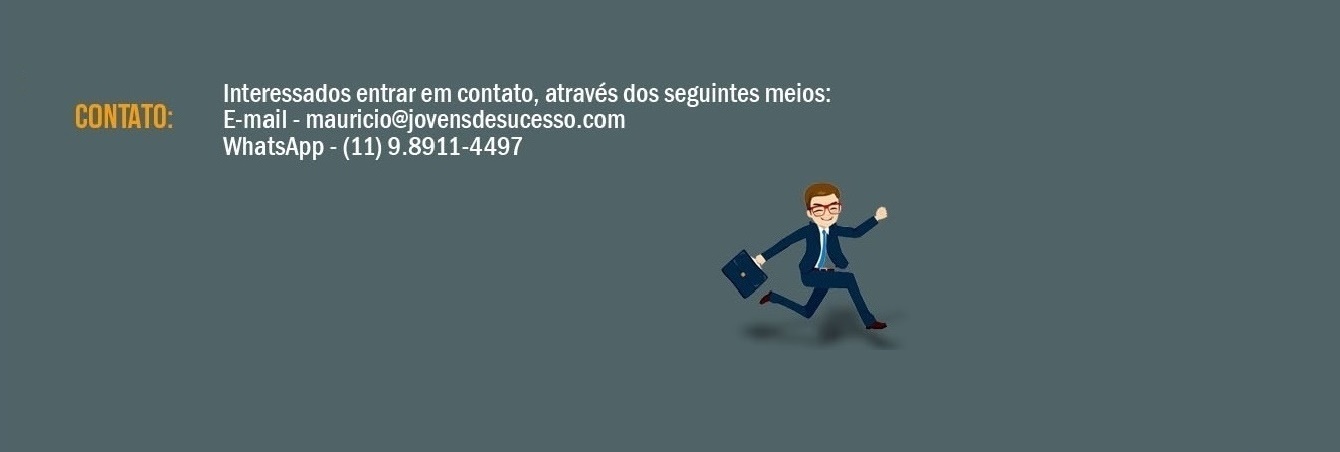 CONTATO:
Interessados entrar em contato, através dos seguintes meios:
E-mail - mauricio@jovensdesucesso.com
WhatsApp - (11) 9.8911-4497